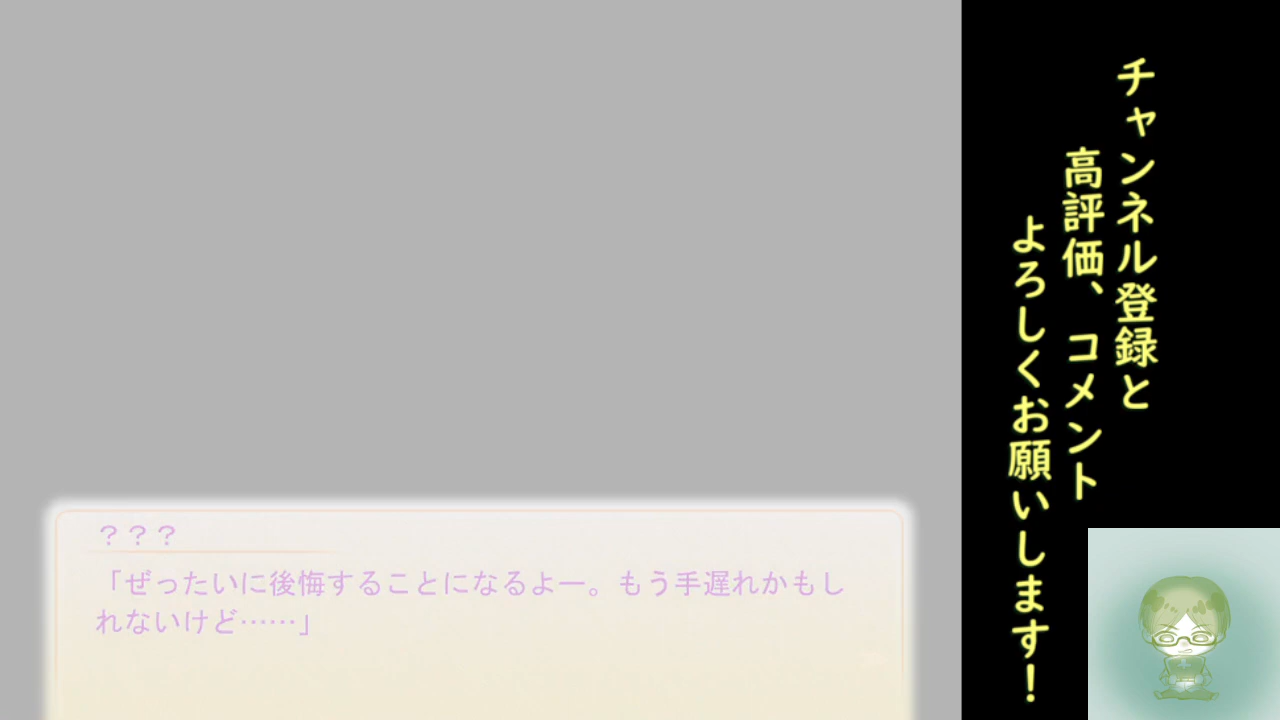 ？？？
「ぜったいに後悔することになるよー。もう手遅れかもし
れないけど……」
チャンネル登録と
高評価、コメント
よろしくお願いします！